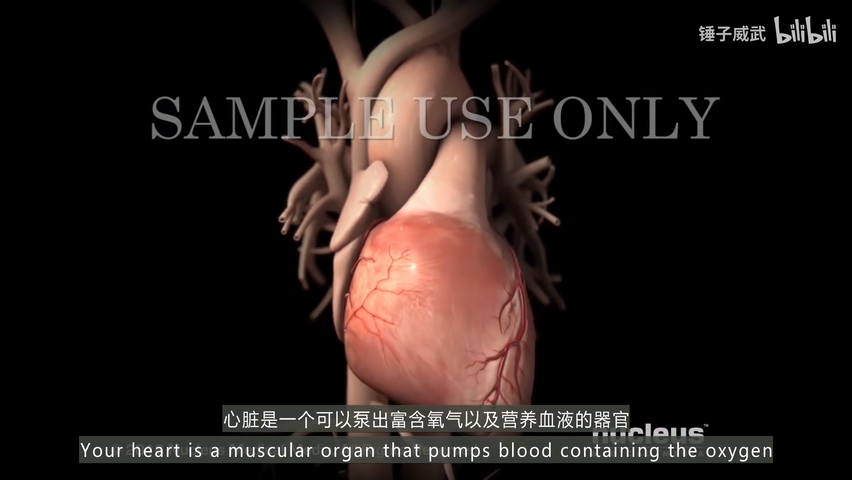 锤子威武 bilibili
SAMPLE USE ONLY
心脏是一个可以泵出富含氧气以及营养血液的器官
nucleus™
Your heart is a muscular organ that pumps blood containing the oxygen